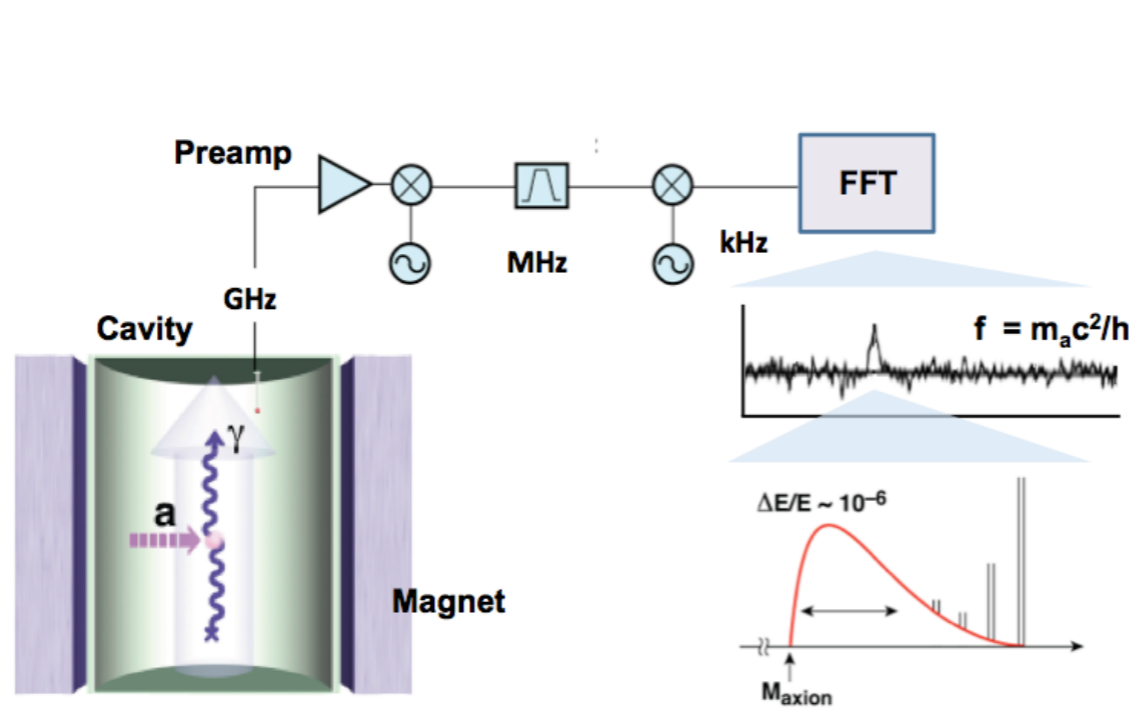 Preamp
FFT
kHz
MHz
GHz
Cavity
f = mₐc²/h
γ
a
ΔE/E ~ 10⁻⁶
Magnet
Mₐₓᵢₒₙ